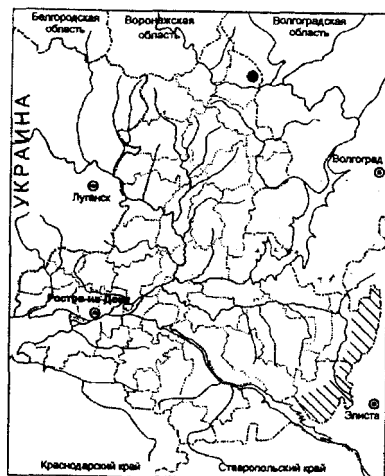 Белгородская
область
Воронежская
область
Волгоградская
область
УКРАИНА
Волгоград
Луганск
Ростов-на-Дону
Элиста
Краснодарский край
Ставропольский край